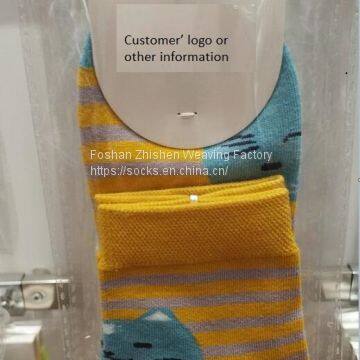 Customer’ logo or
other information
Foshan Zhishen Weaving Factory
https://socks.en.china.cn/